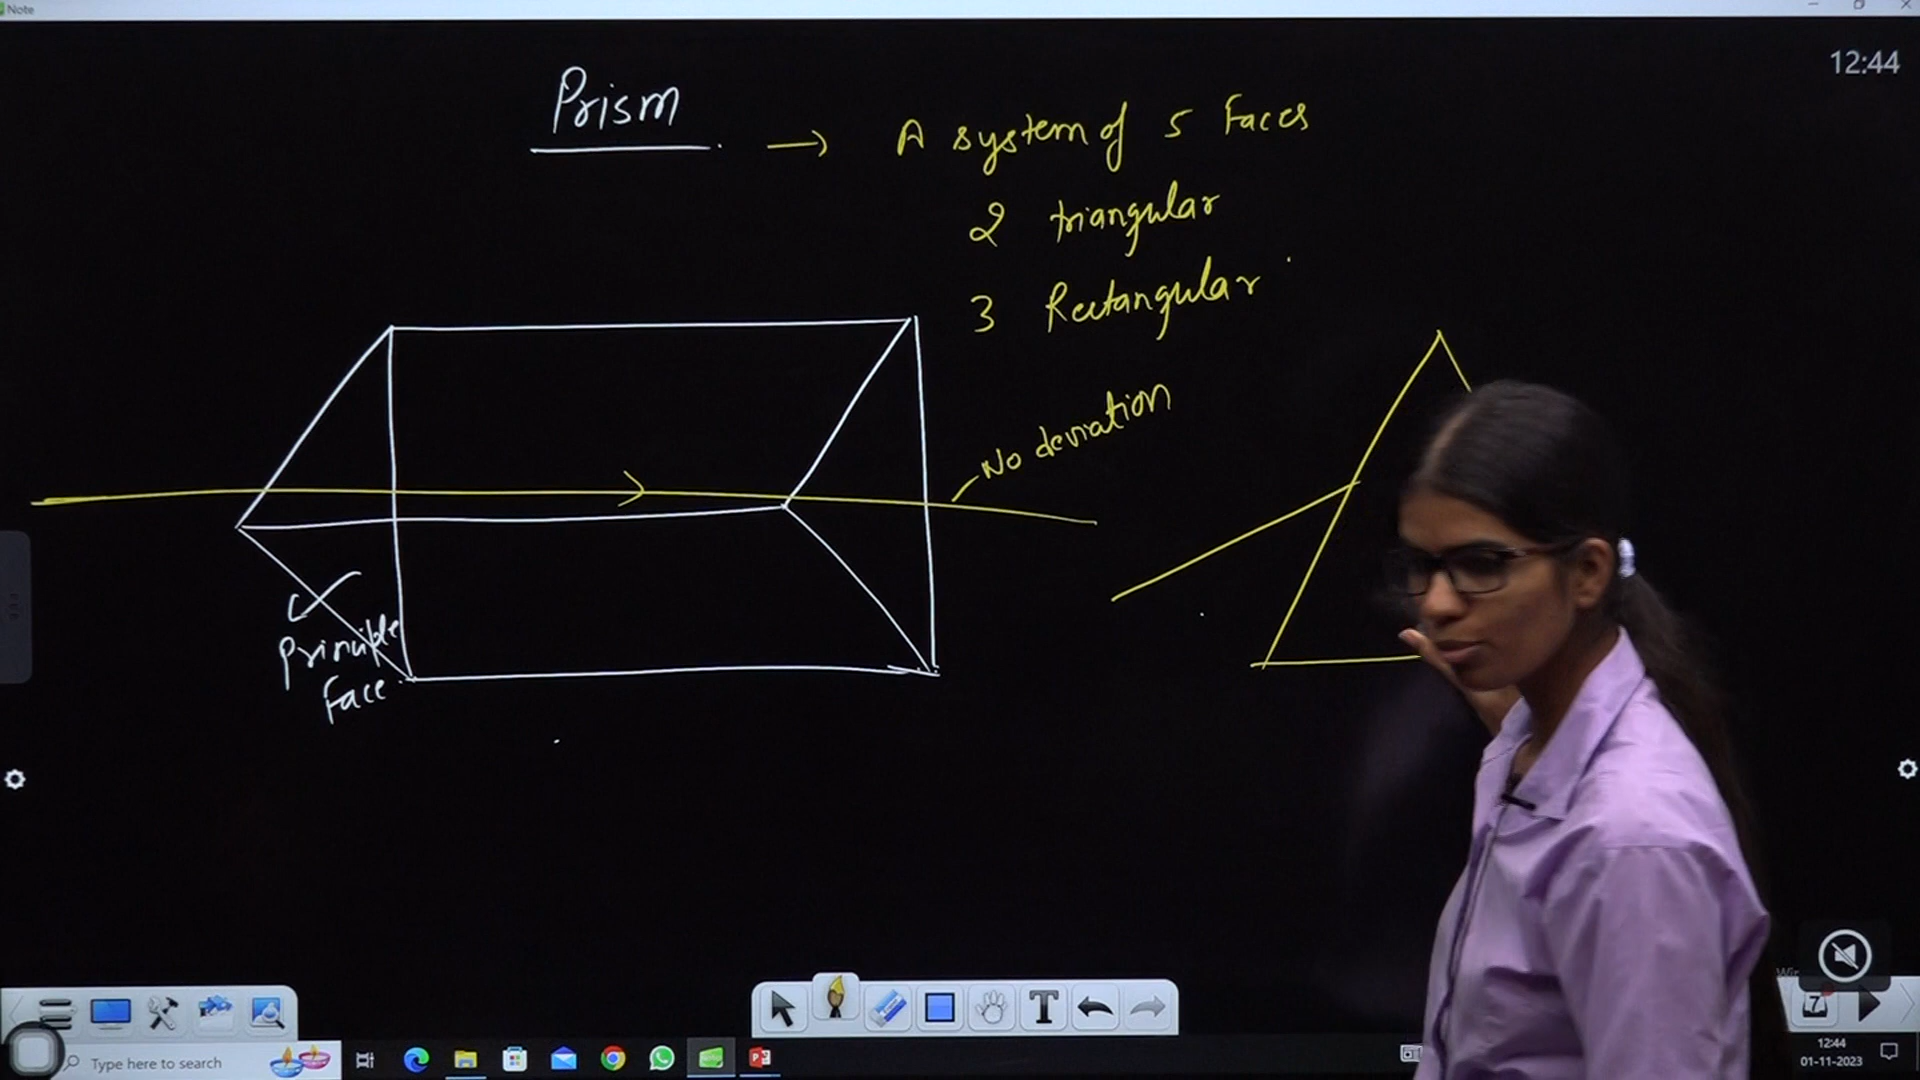 Note
12:44
Prism → A system of 5 Faces
2 triangular
3 Rectangular
No deviation
Principle
Face
Type here to search
12:44
01-11-2023